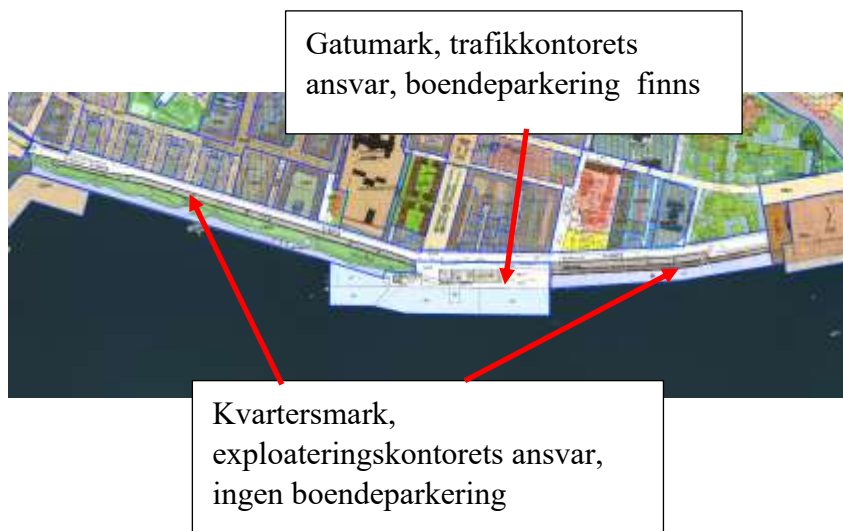 Gatumark, trafikkontorets
ansvar, boendeparkering finns
Kvartersmark,
exploateringskontorets ansvar,
ingen boendeparkering